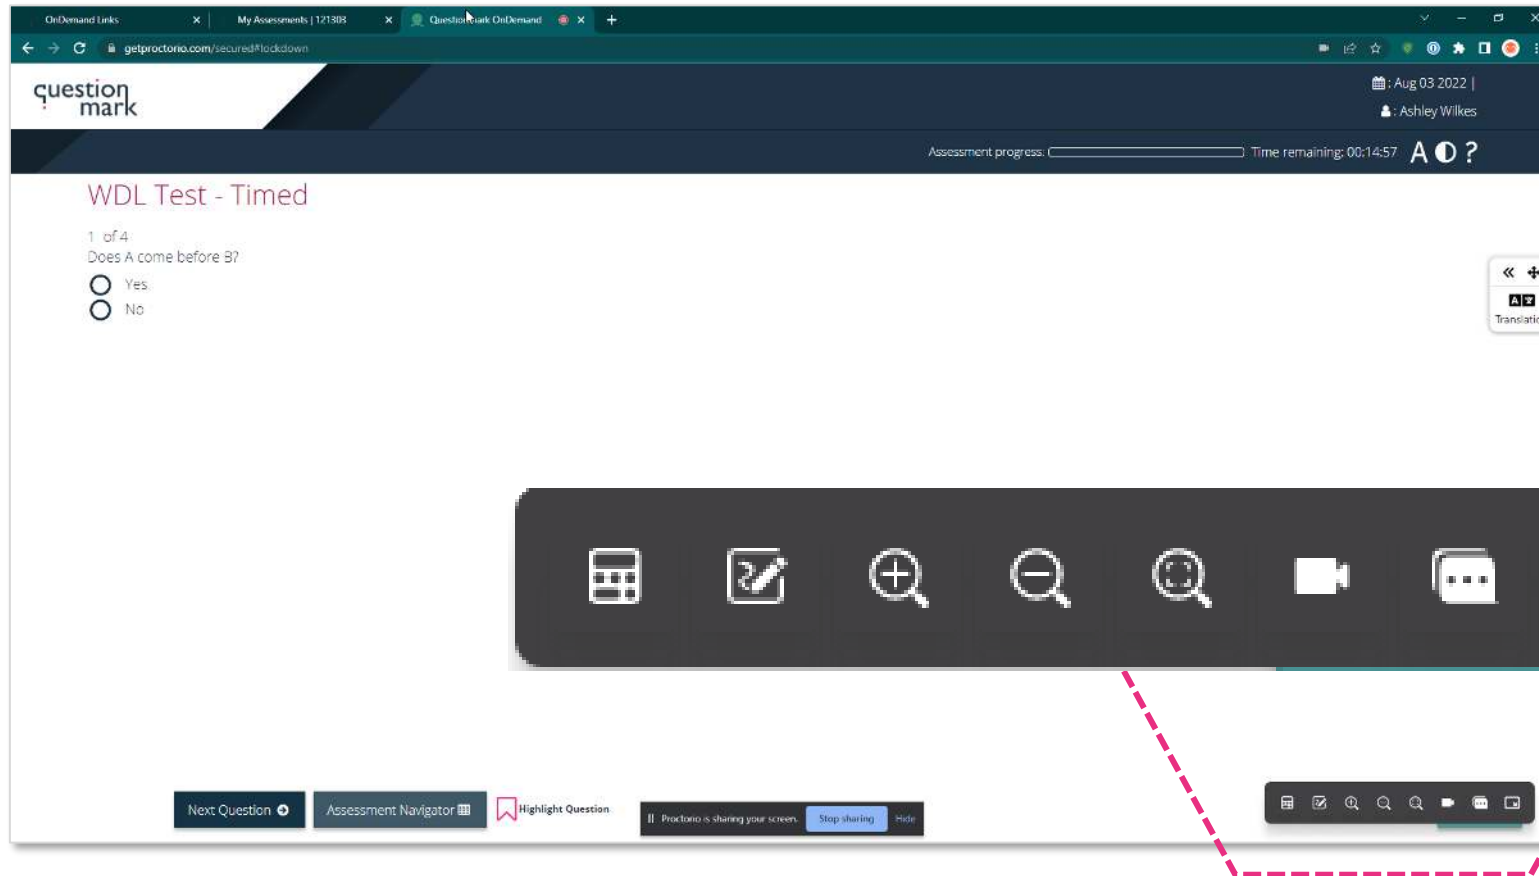 OnDemand Links
My Assessments | 121303
Questionmark OnDemand
getproctorio.com/secured#lockdown
question
mark
: Aug 03 2022 |
: Ashley Wilkes
Assessment progress:
Time remaining: 00:14:57 A ?
WDL Test - Timed
1 of 4
Does A come before B?
Yes
No
Translatio
Next Question
Assessment Navigator
Highlight Question
Proctorio is sharing your screen.
Stop sharing
Hide